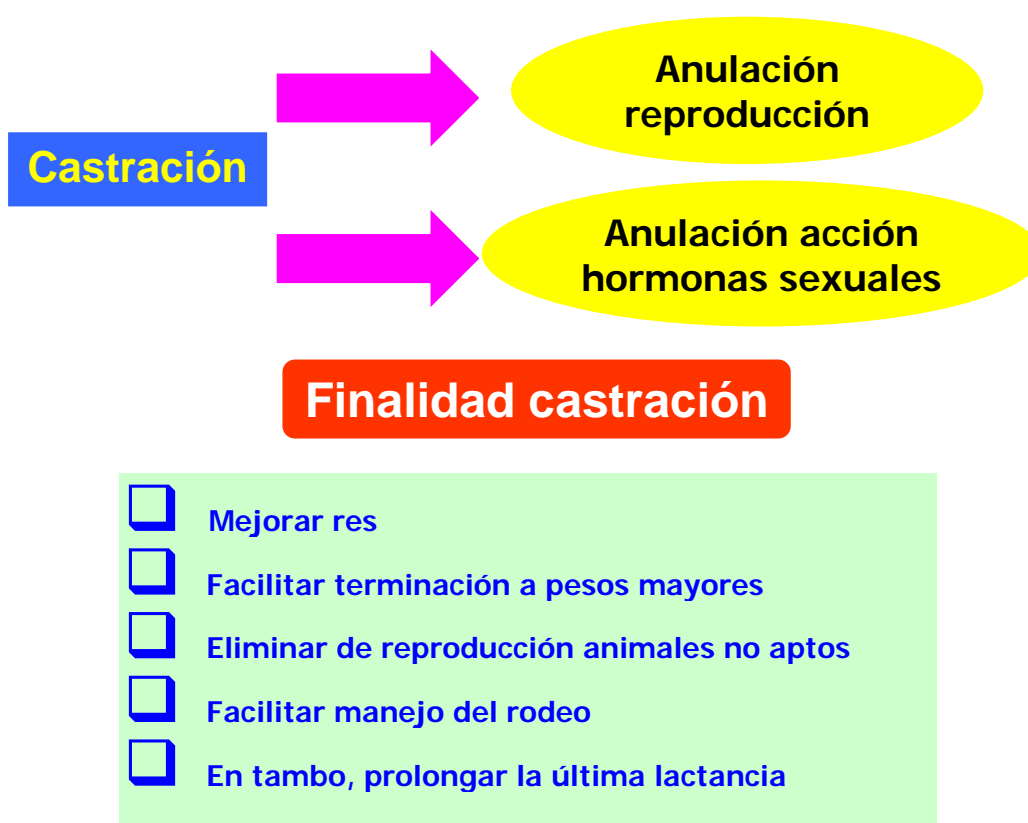 Anulación
reproducción
Castración
Anulación acción
hormonas sexuales
Finalidad castración
Mejorar res
Facilitar terminación a pesos mayores
Eliminar de reproducción animales no aptos
Facilitar manejo del rodeo
En tambo, prolongar la última lactancia